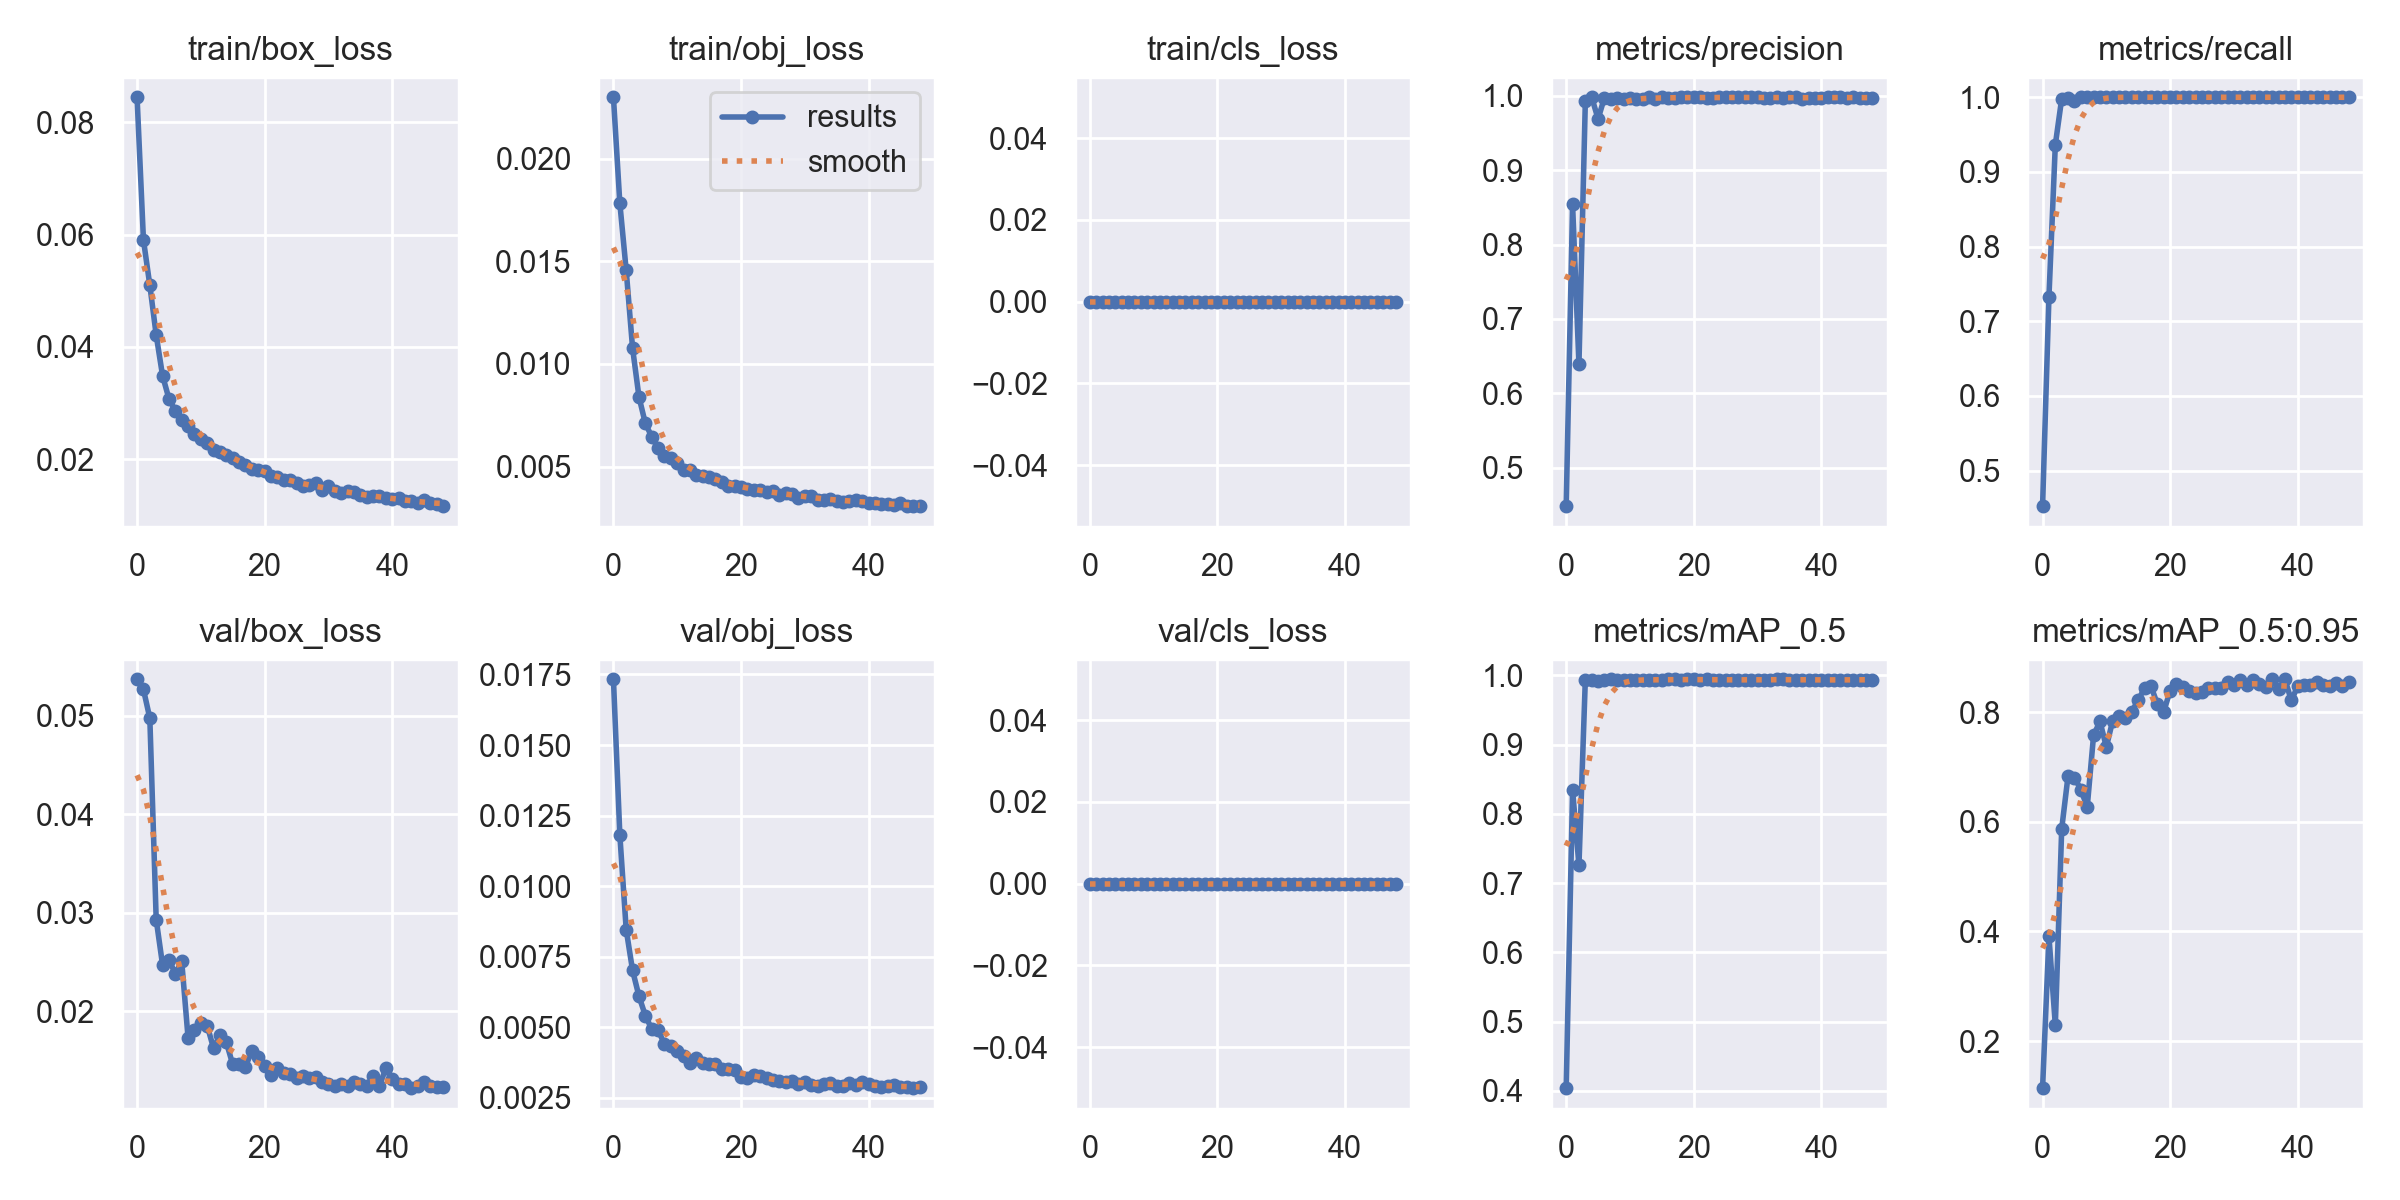 train/box_loss
0.08
0.06
0.04
0.02
0 20 40
train/obj_loss
results
smooth
0.020
0.015
0.010
0.005
0 20 40
train/cls_loss
0.04
0.02
0.00
−0.02
−0.04
0 20 40
metrics/precision
1.0
0.9
0.8
0.7
0.6
0.5
0 20 40
metrics/recall
1.0
0.9
0.8
0.7
0.6
0.5
0 20 40
val/box_loss
0.05
0.04
0.03
0.02
0 20 40
val/obj_loss
0.0175
0.0150
0.0125
0.0100
0.0075
0.0050
0.0025
0 20 40
val/cls_loss
0.04
0.02
0.00
−0.02
−0.04
0 20 40
metrics/mAP_0.5
1.0
0.9
0.8
0.7
0.6
0.5
0.4
0 20 40
metrics/mAP_0.5:0.95
0.8
0.6
0.4
0.2
0 20 40